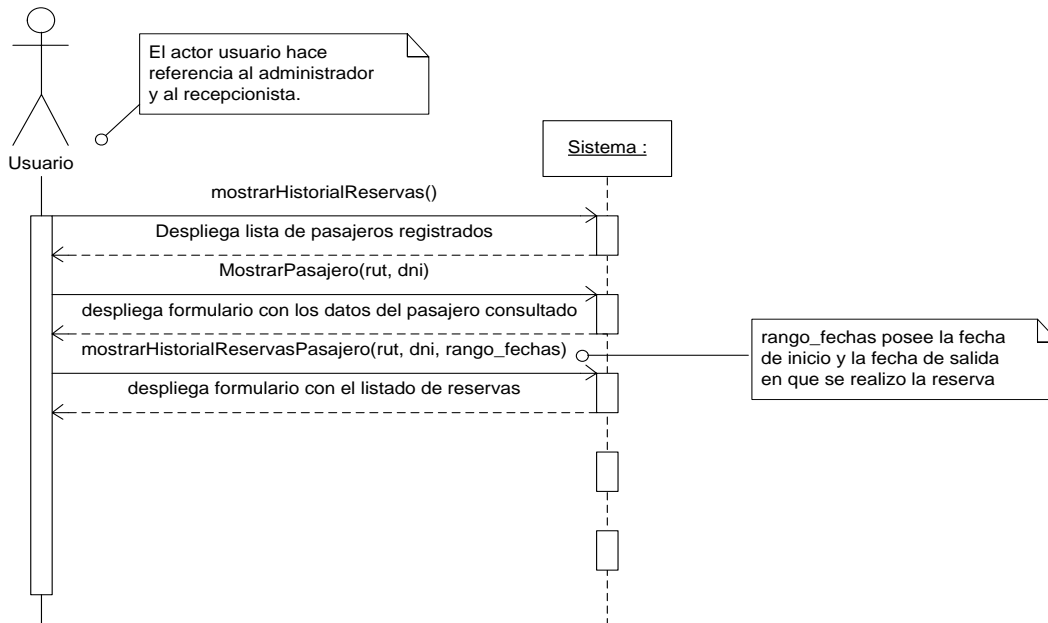 El actor usuario hace
referencia al administrador
y al recepcionista.
Usuario
Sistema :
mostrarHistorialReservas()
Despliega lista de pasajeros registrados
MostrarPasajero(rut, dni)
despliega formulario con los datos del pasajero consultado
mostrarHistorialReservasPasajero(rut, dni, rango_fechas)
rango_fechas posee la fecha
de inicio y la fecha de salida
en que se realizo la reserva
despliega formulario con el listado de reservas